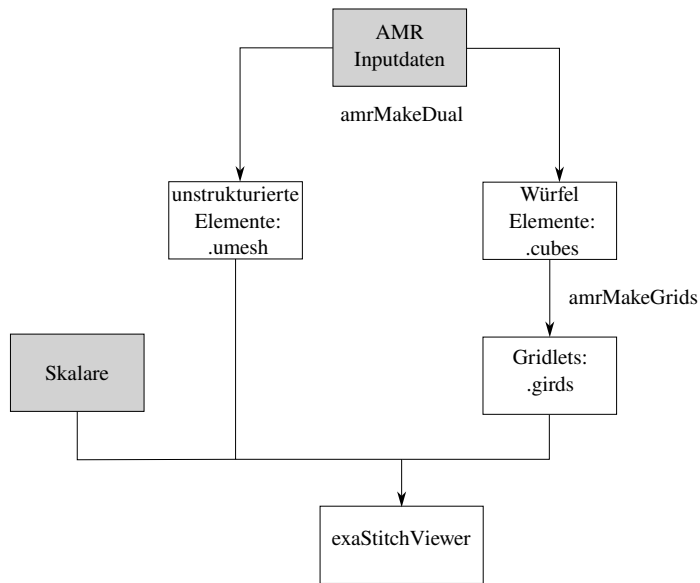 AMR
Inputdaten
amrMakeDual
unstrukturierte
Elemente:
.umesh
Würfel
Elemente:
.cubes
amrMakeGrids
Skalare
Gridlets:
.girds
exaStitchViewer